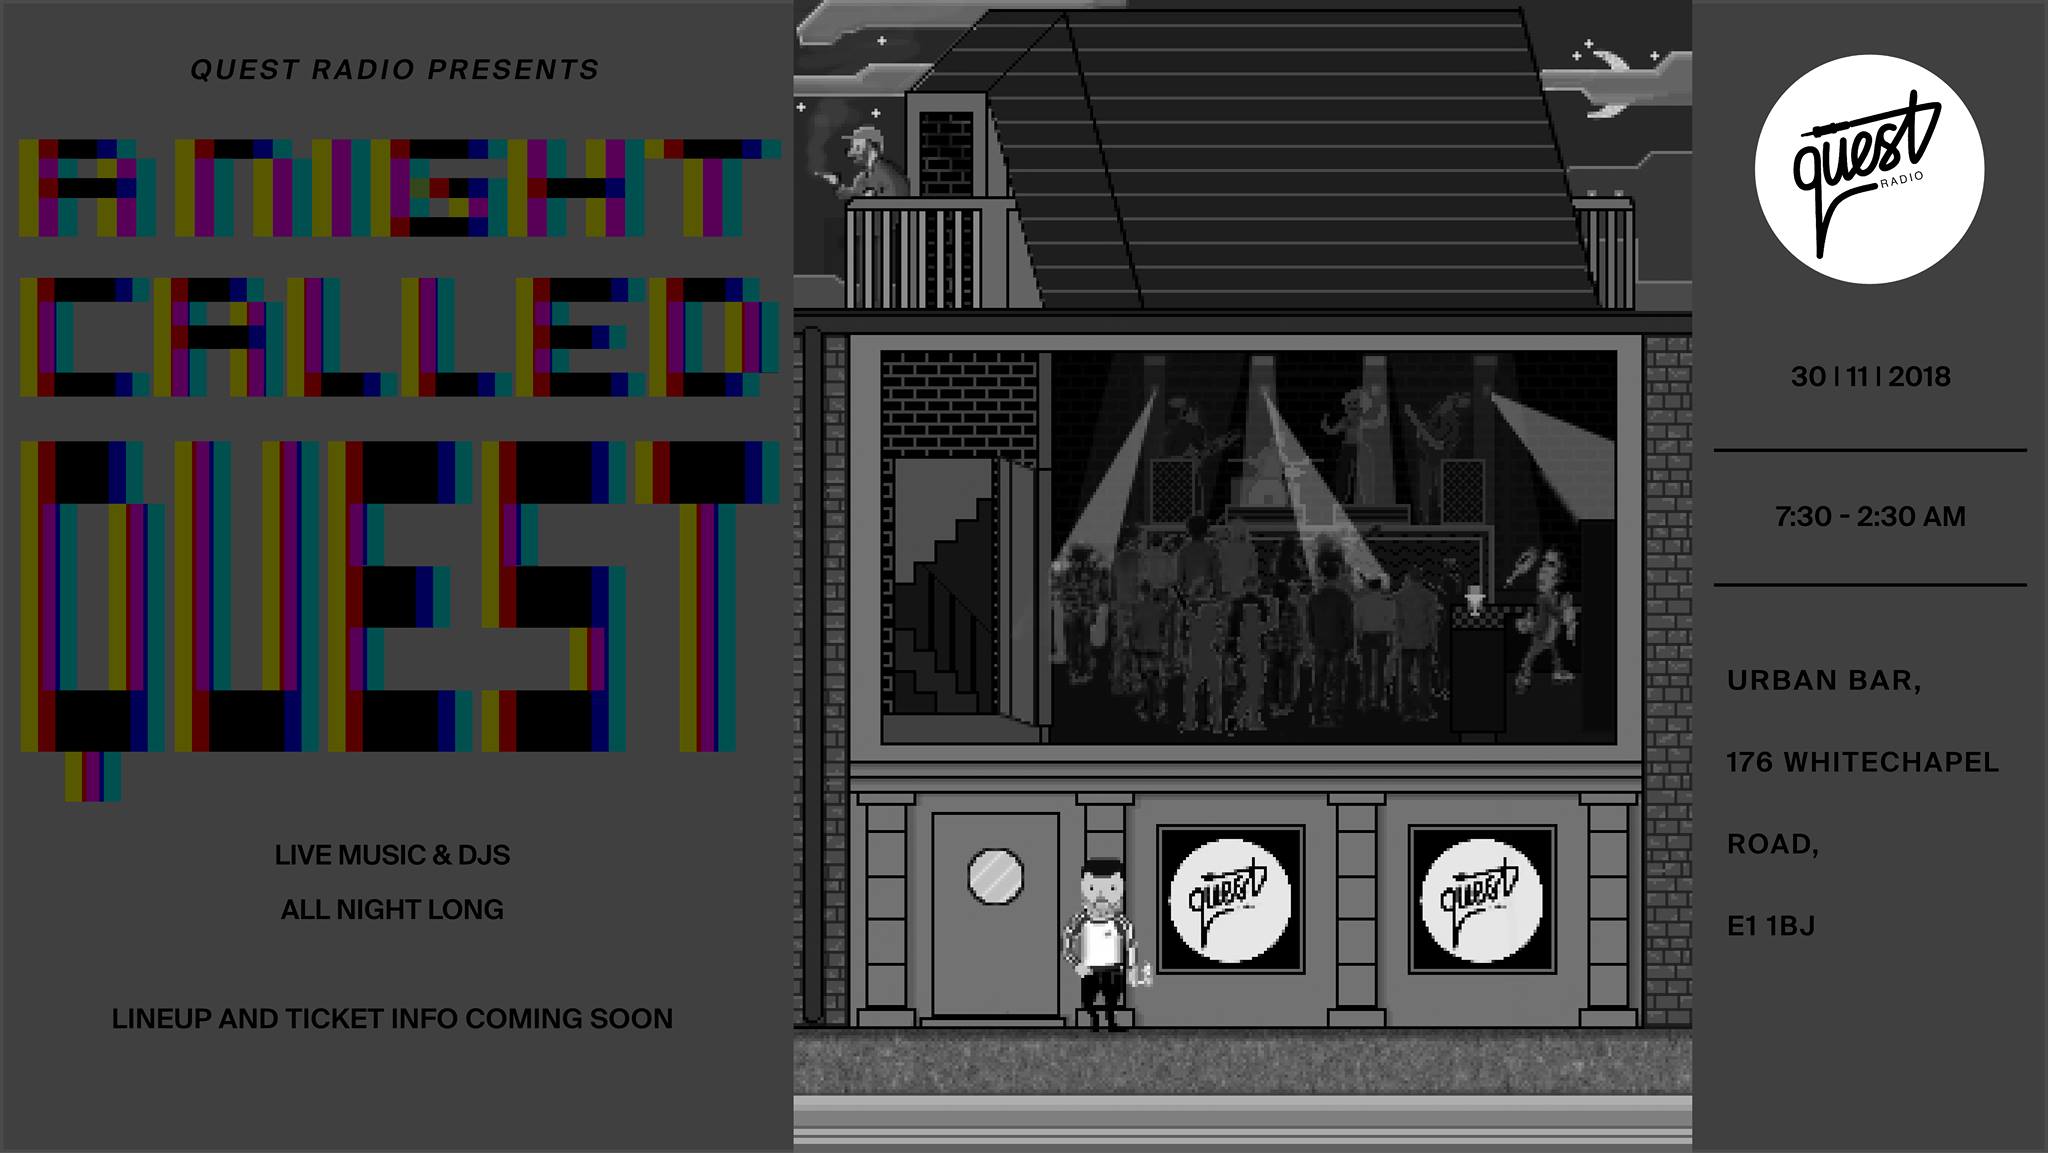 QUEST RADIO PRESENTS
A NIGHT
CALLED
QUEST
LIVE MUSIC & DJS
ALL NIGHT LONG
LINEUP AND TICKET INFO COMING SOON
quest
quest
quest
RADIO
30 | 11 | 2018
7:30 - 2:30 AM
URBAN BAR,
176 WHITECHAPEL
ROAD,
E1 1BJ